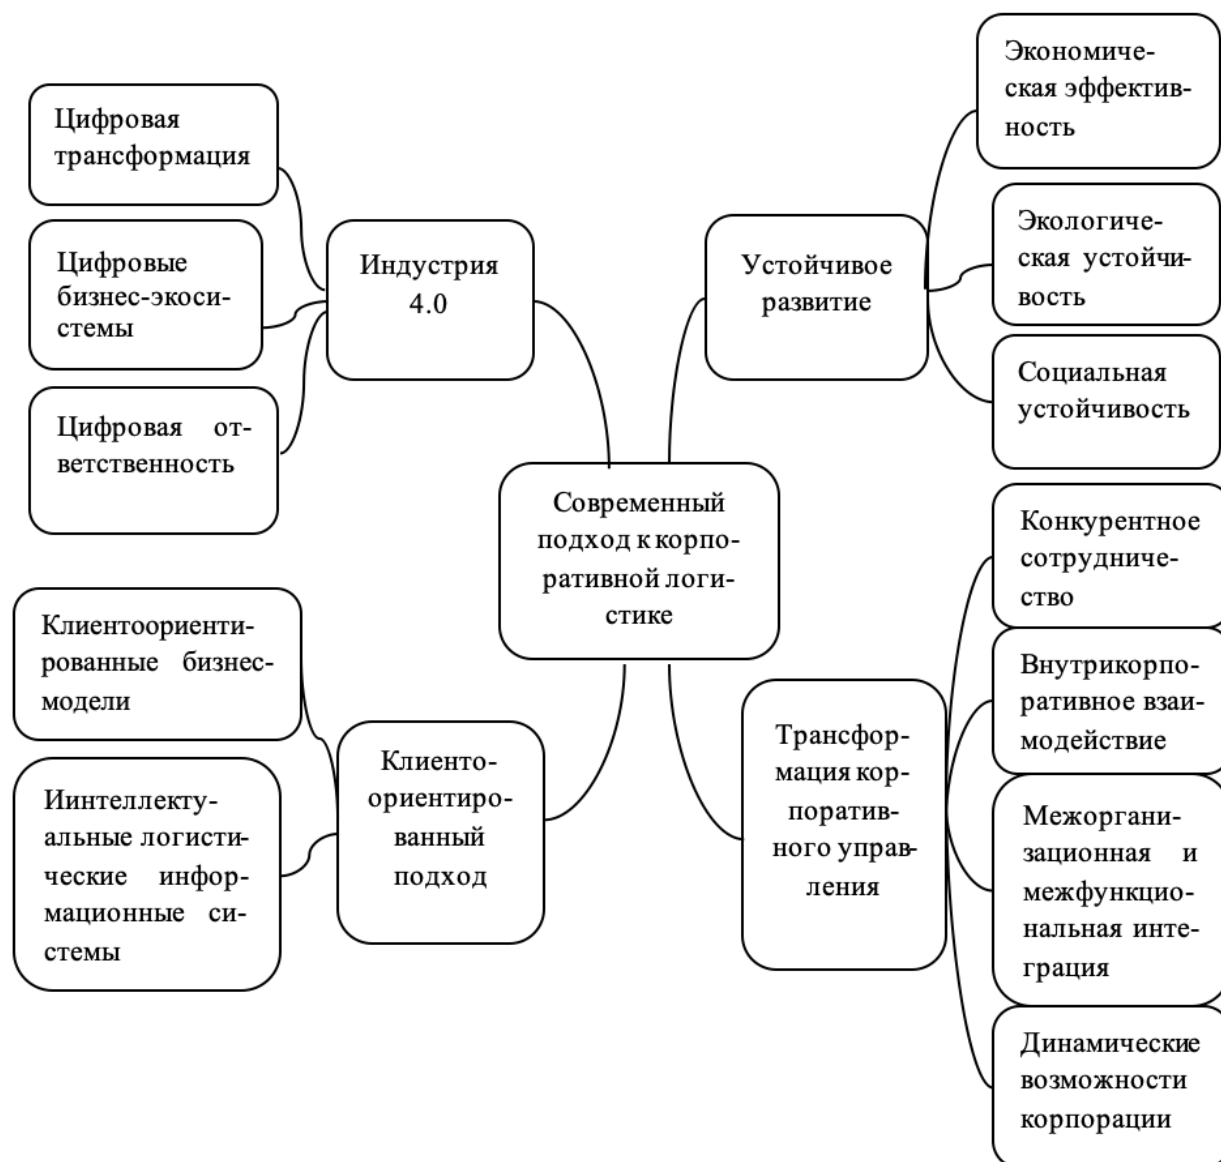 Цифровая
трансформация
Цифровые
бизнес-экоси-
стемы
Цифровая от-
ветственность
Индустрия
4.0
Устойчивое
развитие
Экономиче-
ская эффектив-
ность
Экологиче-
ская устойчи-
вость
Социальная
устойчивость
Современный
подход к корпо-
ративной логи-
стике
Клиентоориенти-
рованные бизнес-
модели
Иинтеллекту-
альные логисти-
ческие инфор-
мационные си-
стемы
Клиенто-
ориентиро-
ванный
подход
Трансфор-
мация кор-
поратив-
ного управ-
ления
Конкурентное
сотрудниче-
ство
Внутрикорпо-
ративное взаи-
модействие
Межоргани-
зационная и
межфункцио-
нальная инте-
грация
Динамические
возможности
корпорации